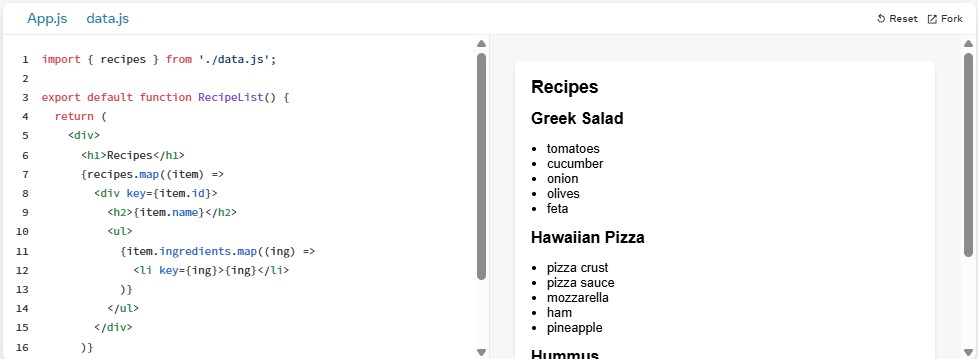 App.js data.js Reset Fork
1 import { recipes } from './data.js';
2
3 export default function RecipeList() {
4   return (
5     <div>
6       <h1>Recipes</h1>
7       {recipes.map((item) =>
8         <div key={item.id}>
9           <h2>{item.name}</h2>
10           <ul>
11             {item.ingredients.map((ing) =>
12               <li key={ing}>{ing}</li>
13             )}
14           </ul>
15         </div>
16       )}
Recipes
Greek Salad
• tomatoes
• cucumber
• onion
• olives
• feta
Hawaiian Pizza
• pizza crust
• pizza sauce
• mozzarella
• ham
• pineapple
Hummus